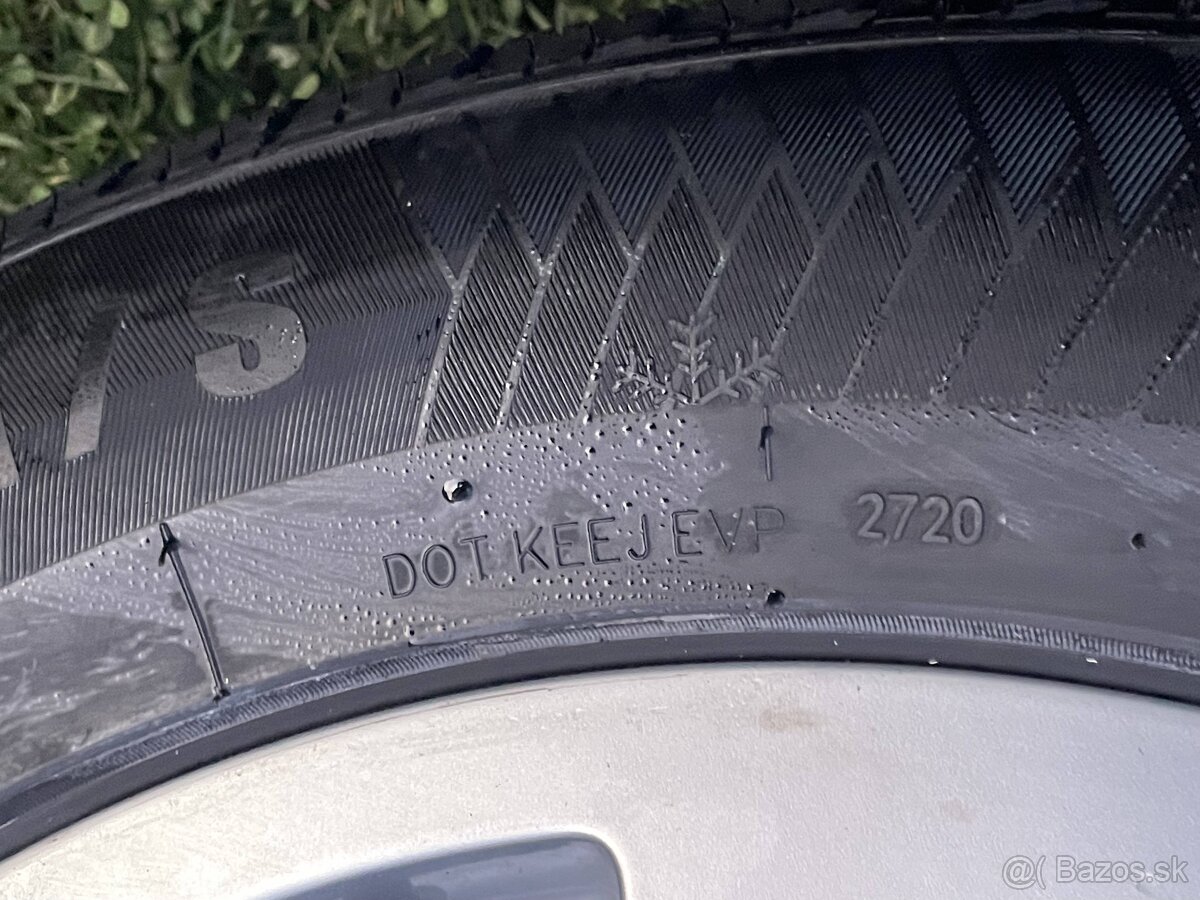 S
DOT KEEJ EVP 2720
@( Bazos.sk